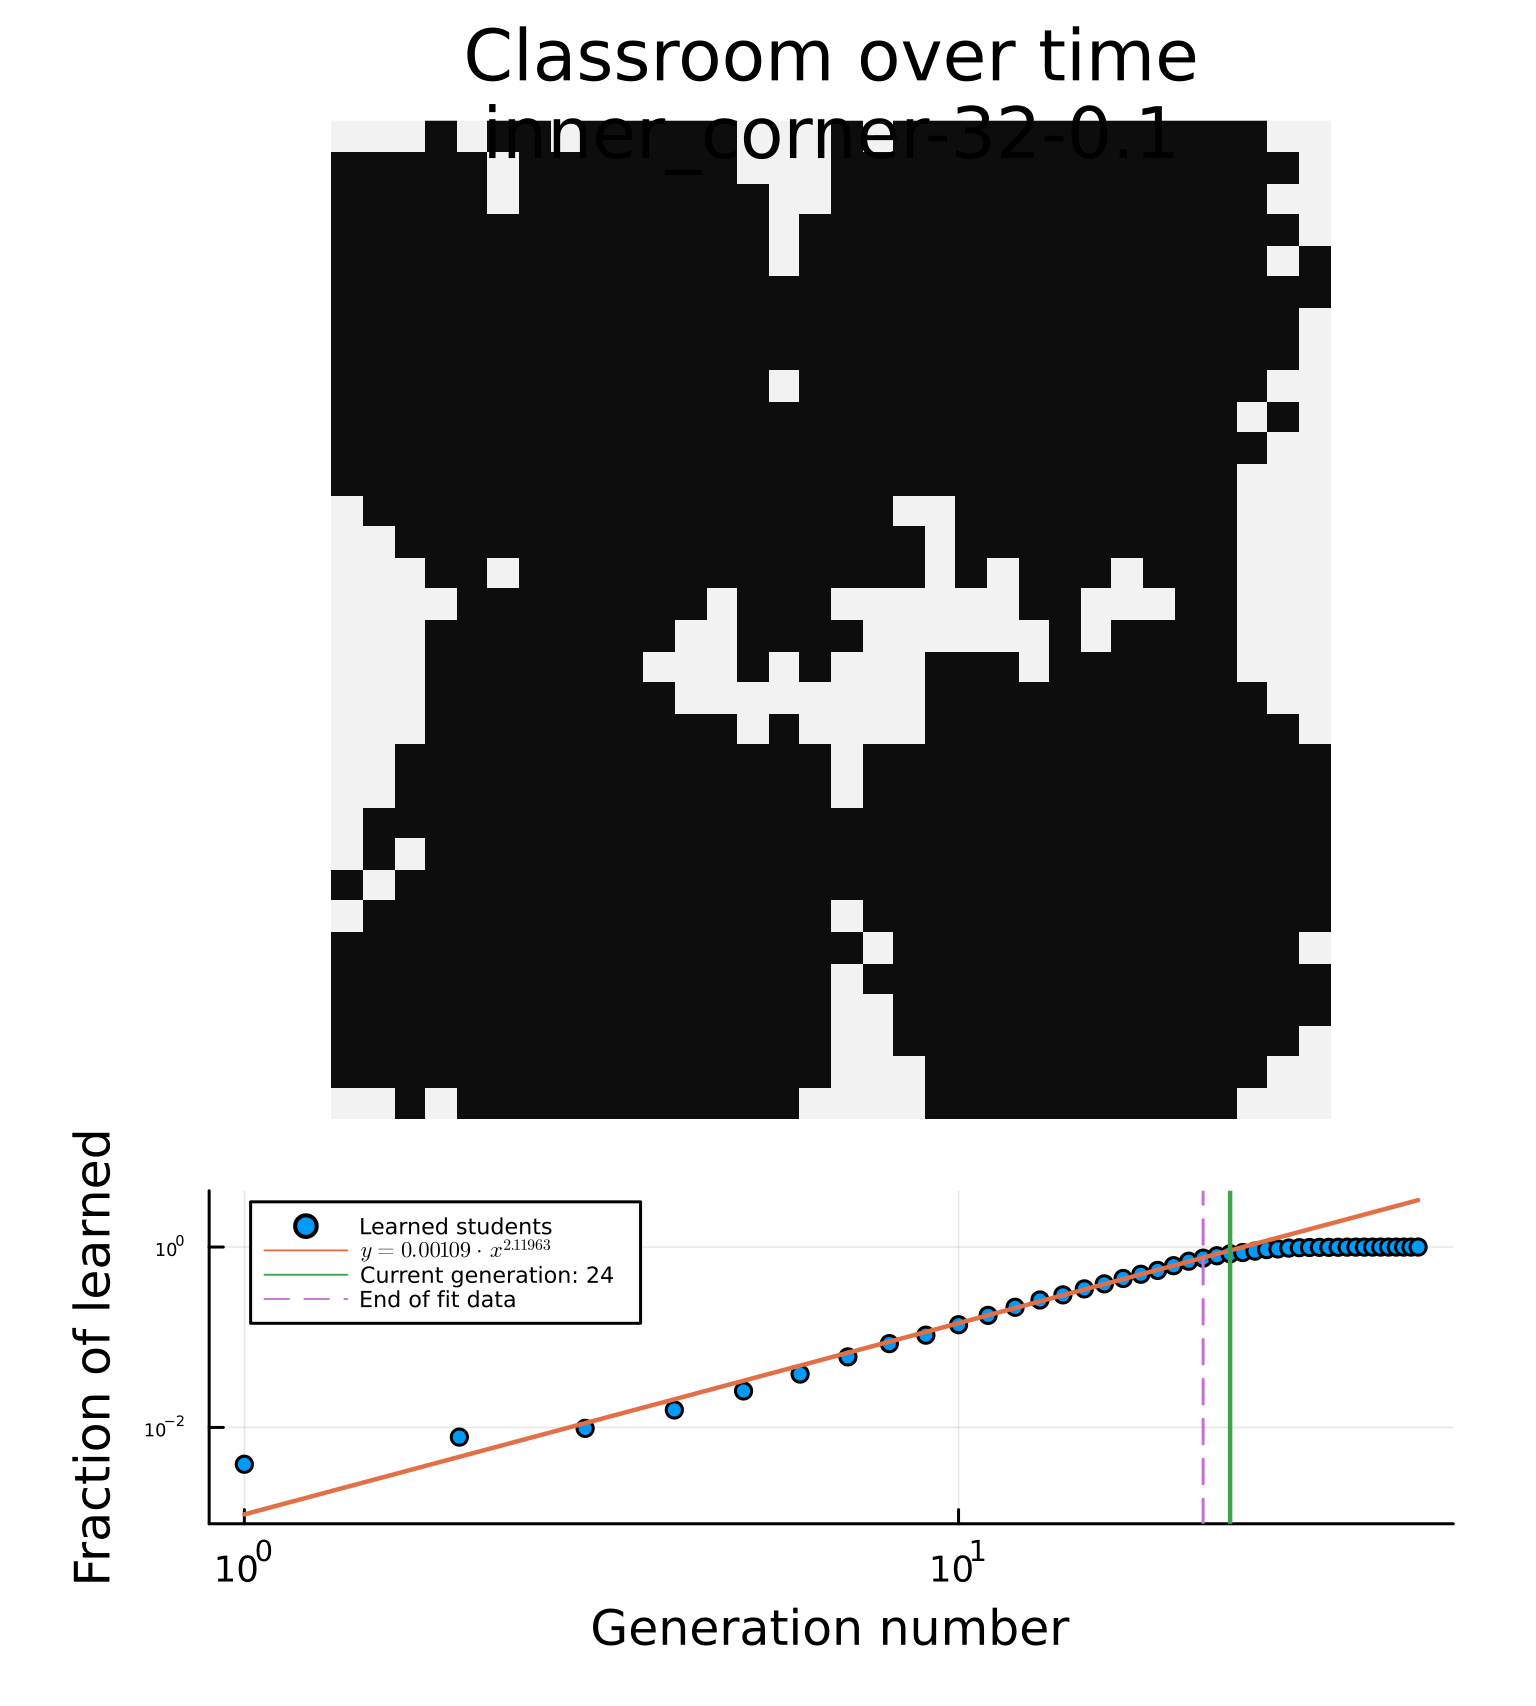 Classroom over time
inner_corner-32-0.1
Fraction of learned
10^0
10^-2
Learned students
y = 0.00109 · x^2.11963
Current generation: 24
End of fit data
10^0
10^1
Generation number